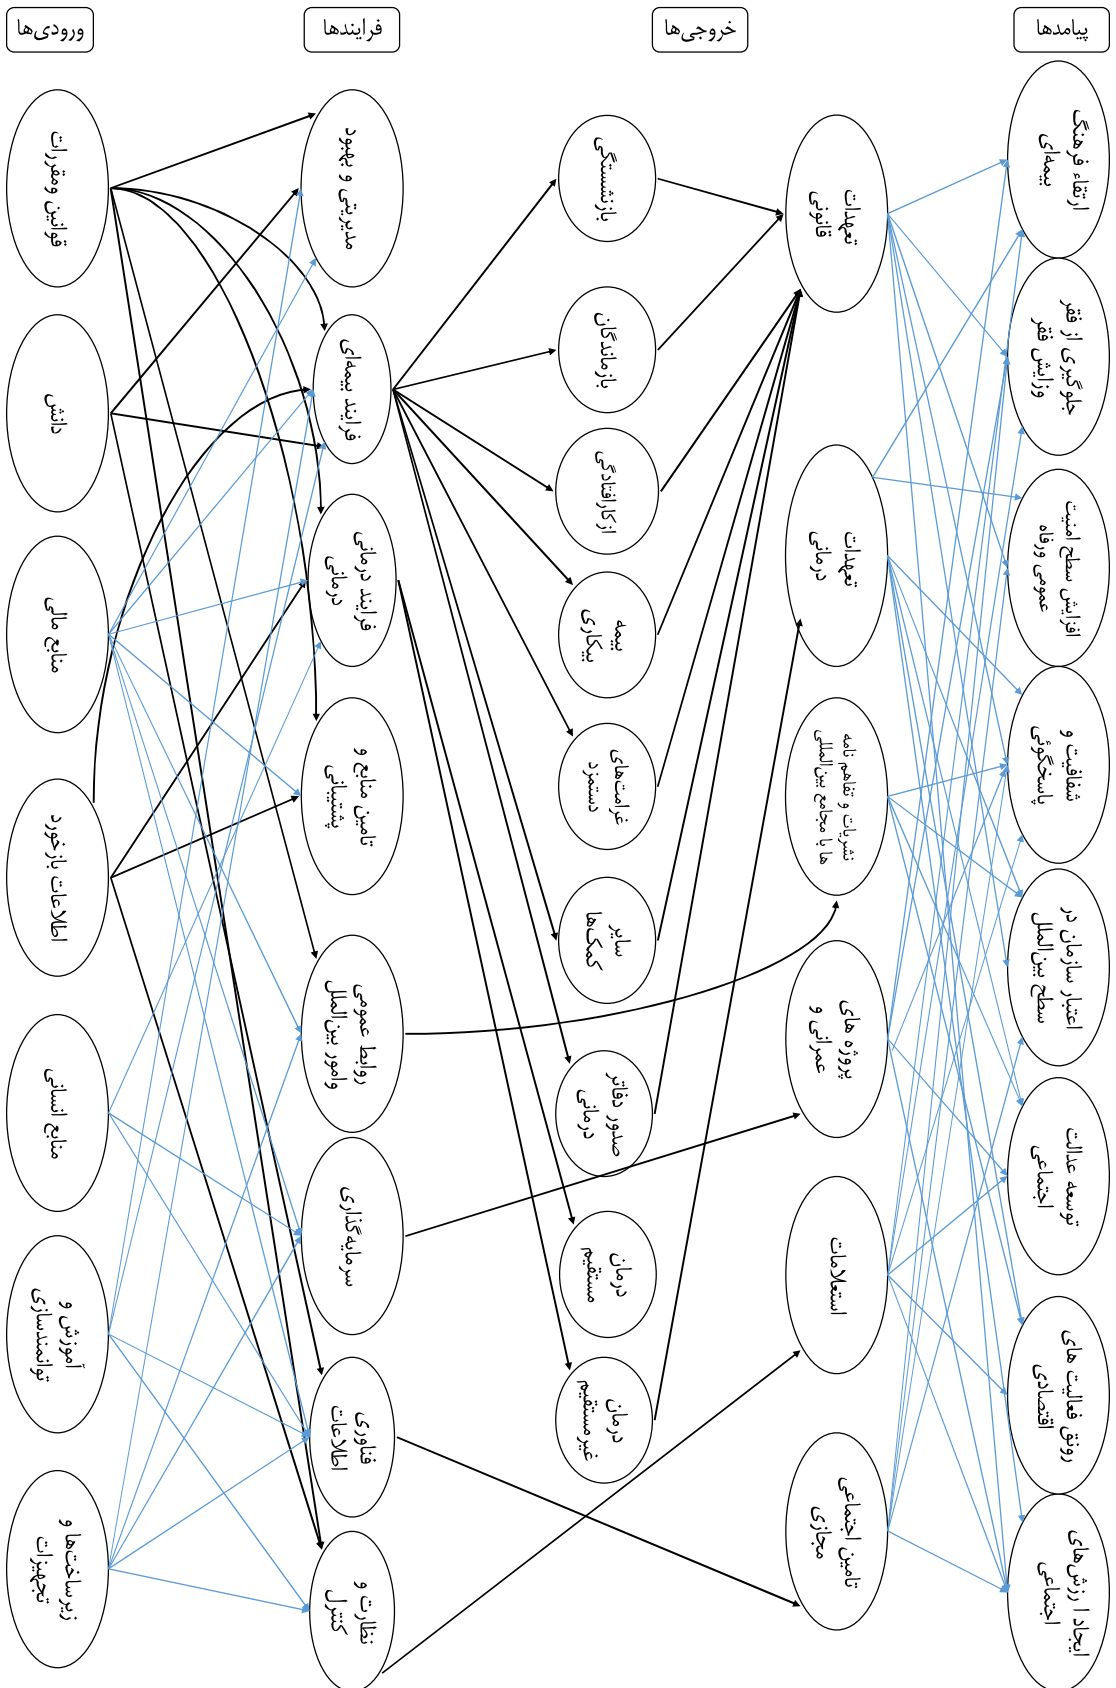 ورودی‌ها
فرایندها
خروجی‌ها
پیامدها
قوانین ومقررات
دانش
منابع مالی
اطلاعات بازخورد
منابع انسانی
آموزش و
توانمندسازی
زیرساخت‌ها و
تجهیزات
مدیریتی و بهبود
فرایند بیمه‌ای
فرایند درمانی
درمانی
تامین منابع و
پشتیبانی
روابط عمومی
وامور بین‌الملل
سرمایه‌گذاری
فناوری
اطلاعات
نظارت و
کنترل
بازنشستگی
بازماندگان
ازکارافتادگی
بیمه
بیکاری
غرامت‌های
دستمزد
سایر
کمک‌ها
صدور دفاتر
درمانی
درمان
مستقیم
درمان
غیرمستقیم
تعهدات
قانونی
تعهدات
درمانی
نشریات و تفاهم نامه
ها با مجامع بین‌المللی
پروژه های
عمرانی و
استعلامات
تامین اجتماعی
مجازی
ارتقاء فرهنگ
بیمه‌ای
جلوگیری از فقر
وزایش فقر
افزایش سطح امنیت
عمومی ورفاه
شفافیت و
پاسخگوئی
اعتبار سازمان در
سطح بین‌الملل
توسعه عدالت
اجتماعی
رونق فعالیت های
اقتصادی
ایجاد ا رزش‌های
اجتماعی